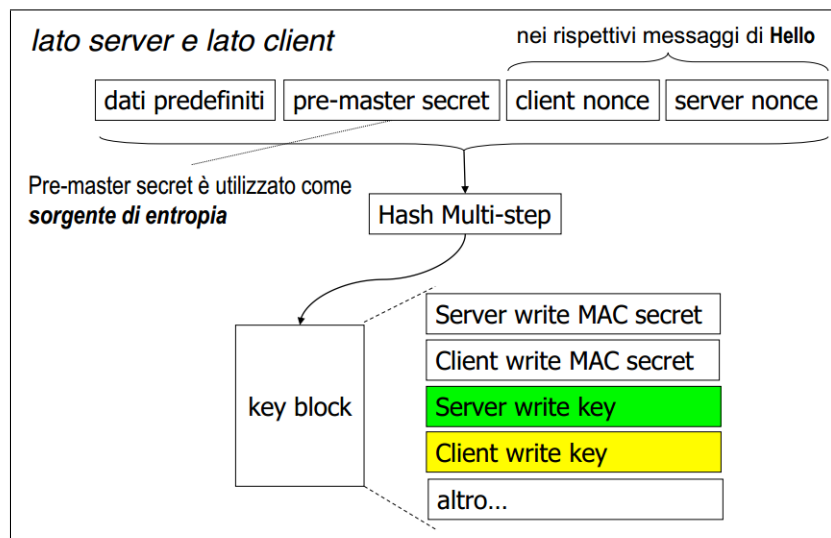 lato server e lato client
nei rispettivi messaggi di Hello
dati predefiniti
pre-master secret
client nonce
server nonce
Pre-master secret è utilizzato come
sorgente di entropia
Hash Multi-step
key block
Server write MAC secret
Client write MAC secret
Server write key
Client write key
altro...